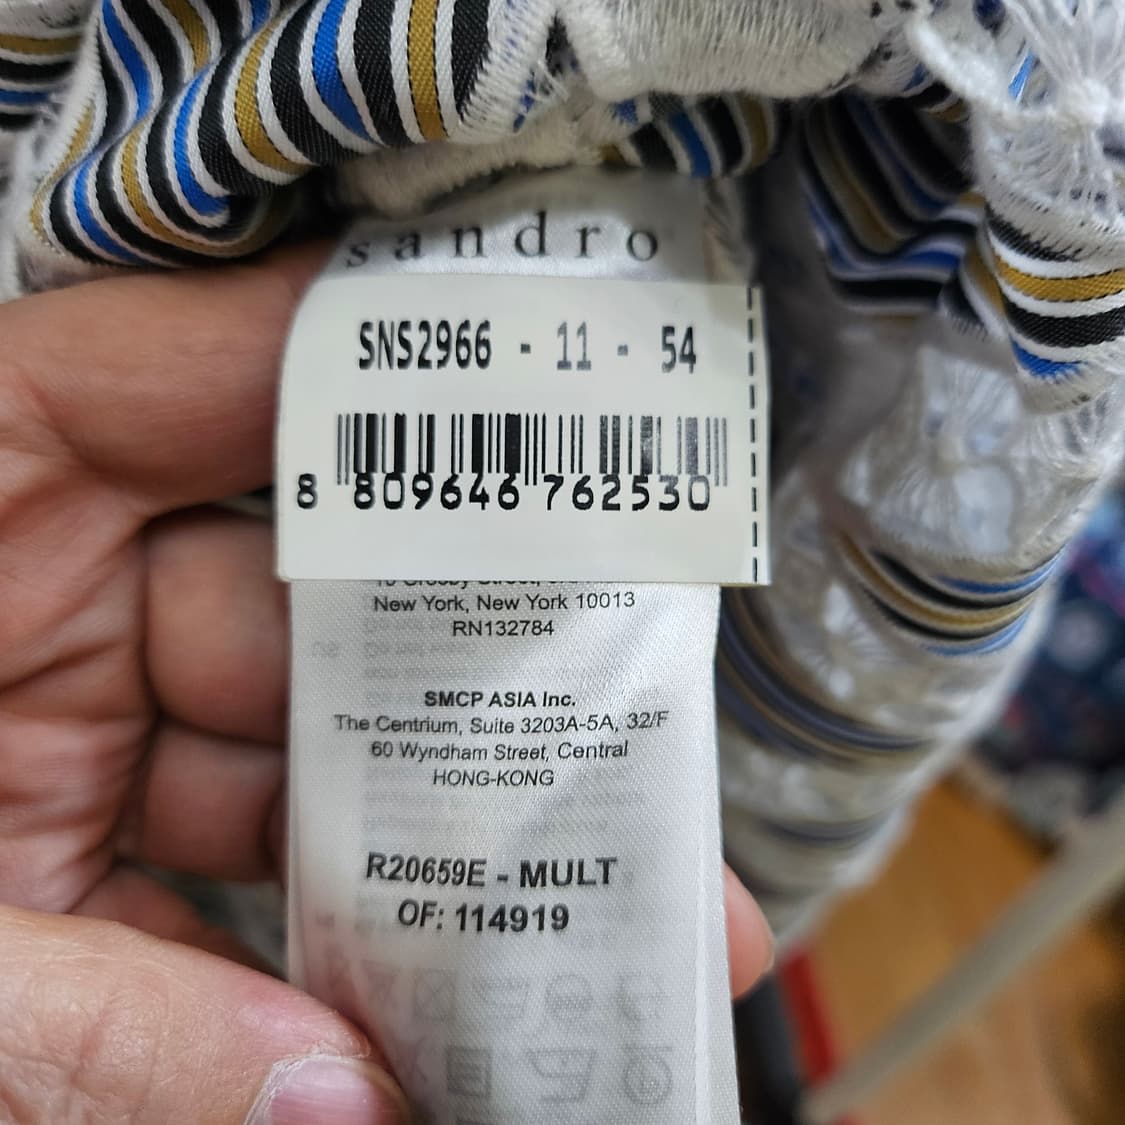 sandro
SNS2966 - 11 - 54
8 809646 762530
New York, New York 10013
RN132784
SMCP ASIA Inc.
The Centrium, Suite 3203A-5A, 32/F
60 Wyndham Street, Central
HONG-KONG
R20659E - MULT
OF: 114919